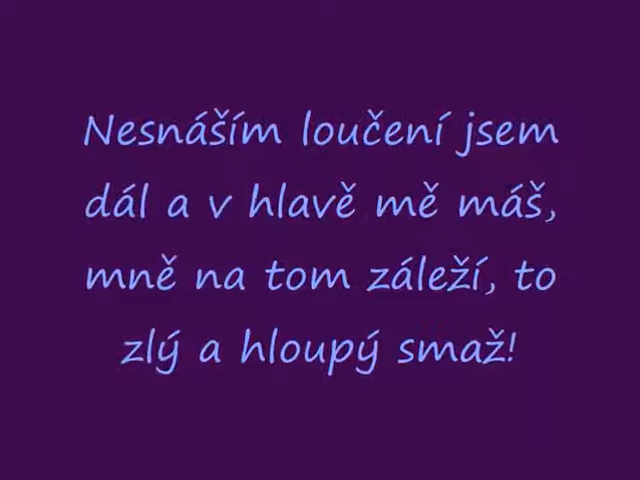 Nesnáším loučení jsem
dál a v hlavě mě máš,
mně na tom záleží, to
zlý a hloupý smaž!